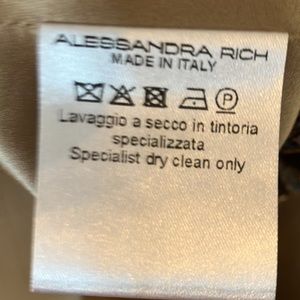 ALESSANDRA RICH
MADE IN ITALY
P
Lavaggio a secco in tintoria
specializzata
Specialist dry clean only